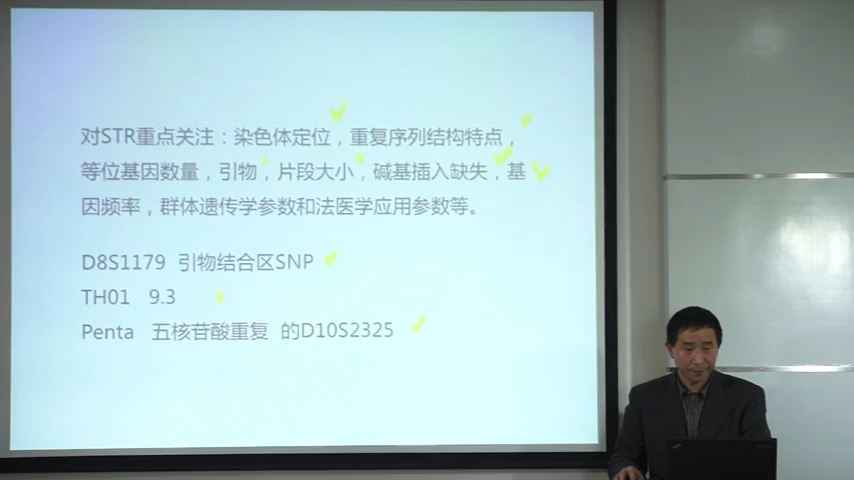 对STR重点关注：染色体定位，重复序列结构特点，
等位基因数量，引物，片段大小，碱基插入缺失，基
因频率，群体遗传学参数和法医学应用参数等。
D8S1179 引物结合区SNP
TH01 9.3
Penta 五核苷酸重复 的D10S2325